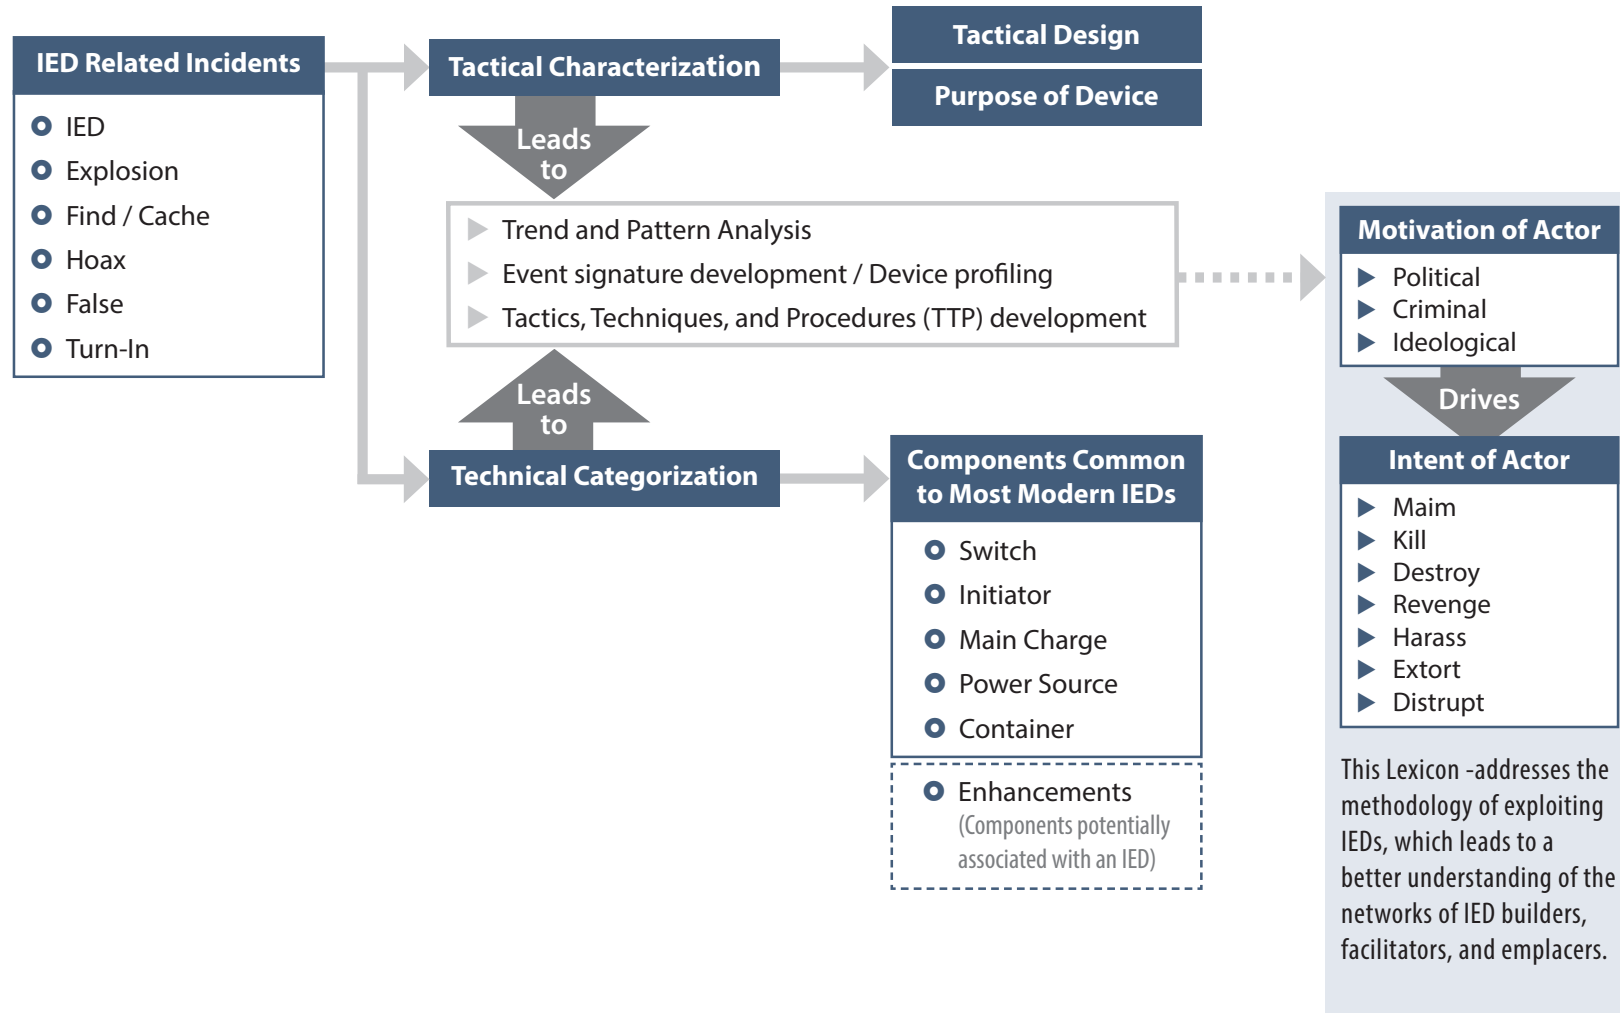 IED Related Incidents
IED
Explosion
Find / Cache
Hoax
False
Turn-In
Tactical Characterization
Tactical Design
Purpose of Device
Leads
to
Trend and Pattern Analysis
Event signature development / Device profiling
Tactics, Techniques, and Procedures (TTP) development
Leads
to
Technical Categorization
Components Common
to Most Modern IEDs
Switch
Initiator
Main Charge
Power Source
Container
Enhancements
(Components potentially
associated with an IED)
Motivation of Actor
Political
Criminal
Ideological
Drives
Intent of Actor
Maim
Kill
Destroy
Revenge
Harass
Extort
Distrupt
This Lexicon -addresses the
methodology of exploiting
IEDs, which leads to a
better understanding of the
networks of IED builders,
facilitators, and emplacers.